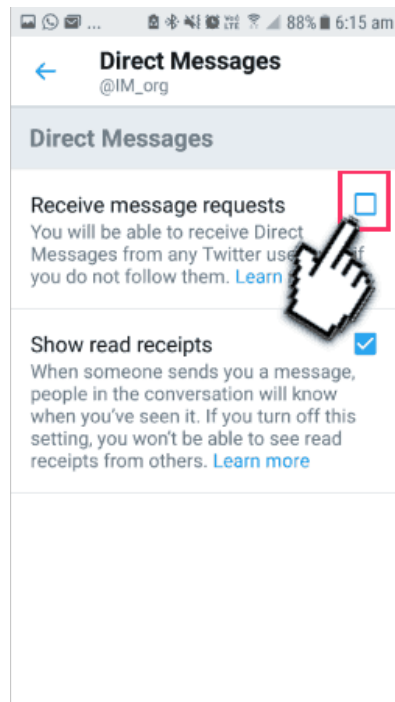 ... 88% 6:15 am
Direct Messages
@IM_org
Direct Messages
Receive message requests
You will be able to receive Direct
Messages from any Twitter use if
you do not follow them. Learn
Show read receipts
When someone sends you a message,
people in the conversation will know
when you've seen it. If you turn off this
setting, you won't be able to see read
receipts from others. Learn more